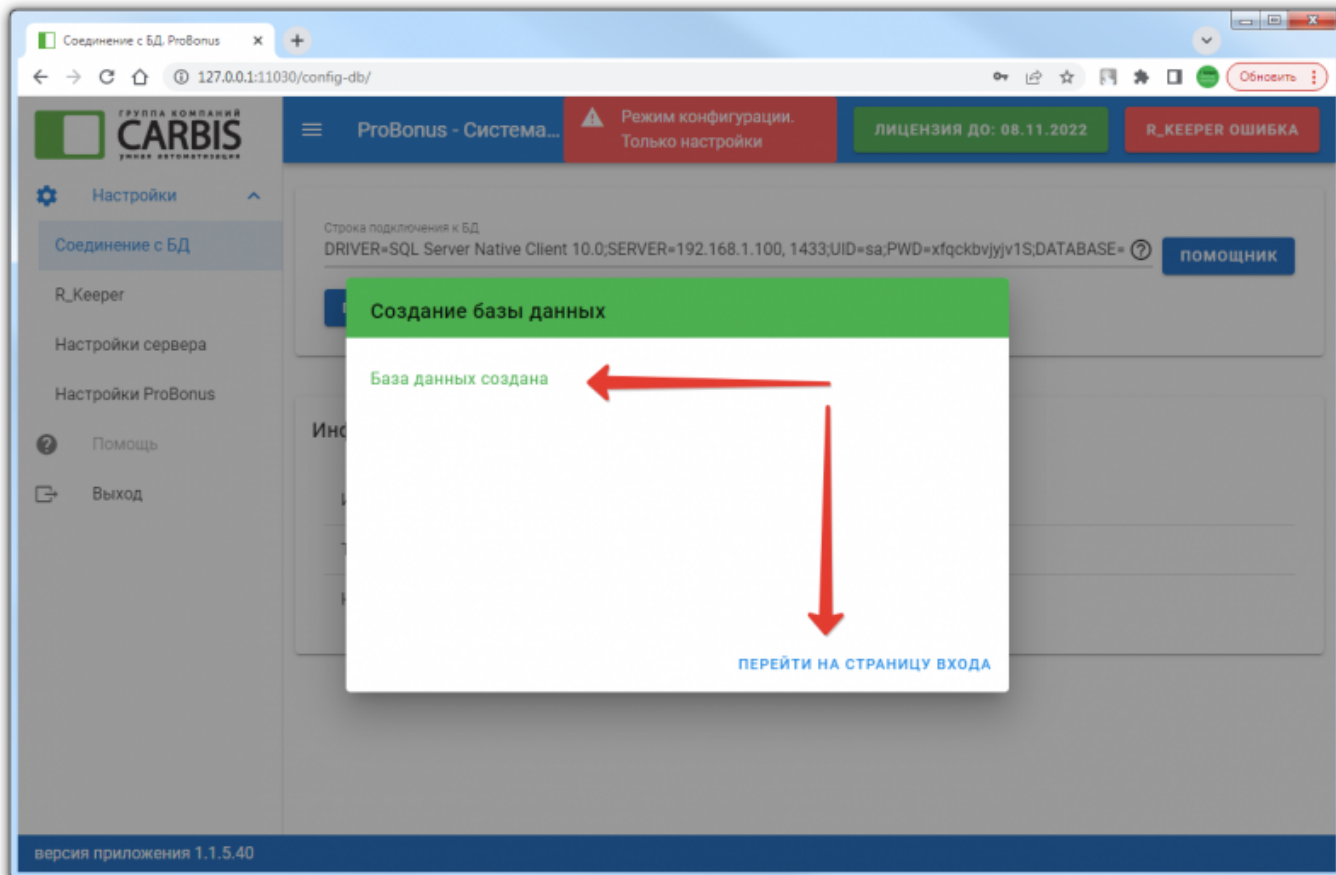 Соединение с БД, ProBonus
127.0.0.1:11030/config-db/
Обновить
ГРУППА КОМПАНИЙ
CARBIS
умная автоматизация
ProBonus - Система...
Режим конфигурации.
Только настройки
ЛИЦЕНЗИЯ ДО: 08.11.2022
R_KEEPER ОШИБКА
Настройки
Соединение с БД
R_Keeper
Настройки сервера
Настройки ProBonus
Помощь
Выход
Строка подключения к БД
DRIVER=SQL Server Native Client 10.0;SERVER=192.168.1.100, 1433;UID=sa;PWD=xfqckbvjyjv1S;DATABASE=
ПОМОЩНИК
Создание базы данных
База данных создана
ПЕРЕЙТИ НА СТРАНИЦУ ВХОДА
версия приложения 1.1.5.40